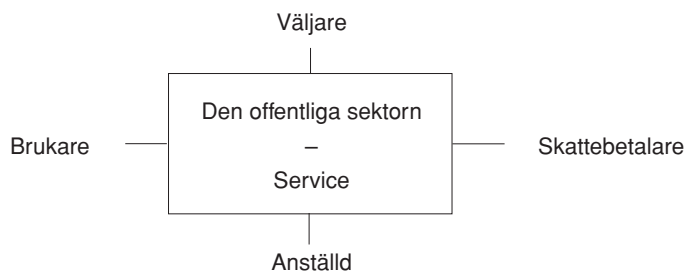 Väljare
Den offentliga sektorn
Brukare
–
Skattebetalare
Service
Anställd